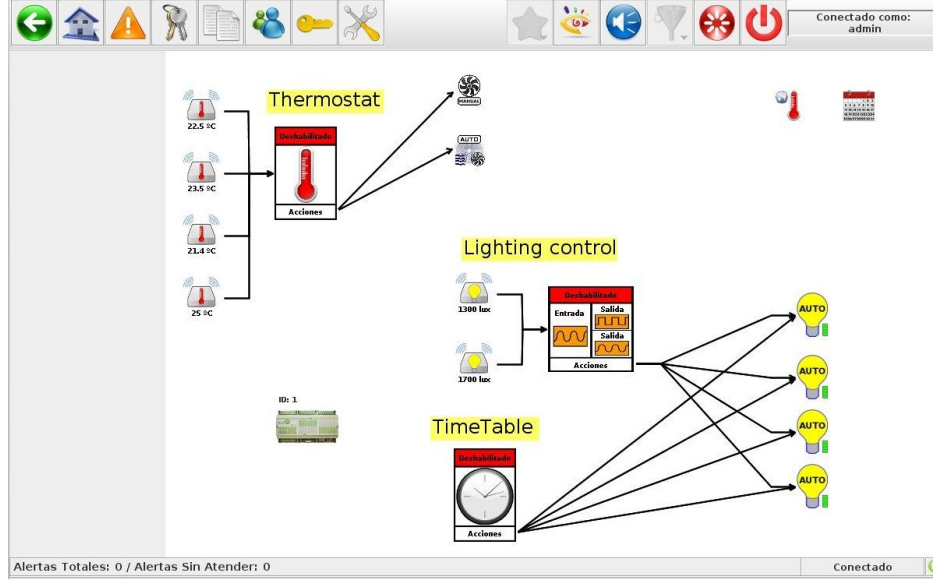 Conectado como:
admin
Thermostat
MANUAL
22.5 ºC
Deshabilitado
AUTO
23.5 ºC
Acciones
21.4 ºC
Lighting control
25 ºC
1300 lux
Deshabilitado
Entrada
Salida
Salida
Acciones
AUTO
1700 lux
AUTO
ID: 1
TimeTable
AUTO
Deshabilitado
AUTO
Acciones
Alertas Totales: 0 / Alertas Sin Atender: 0
Conectado